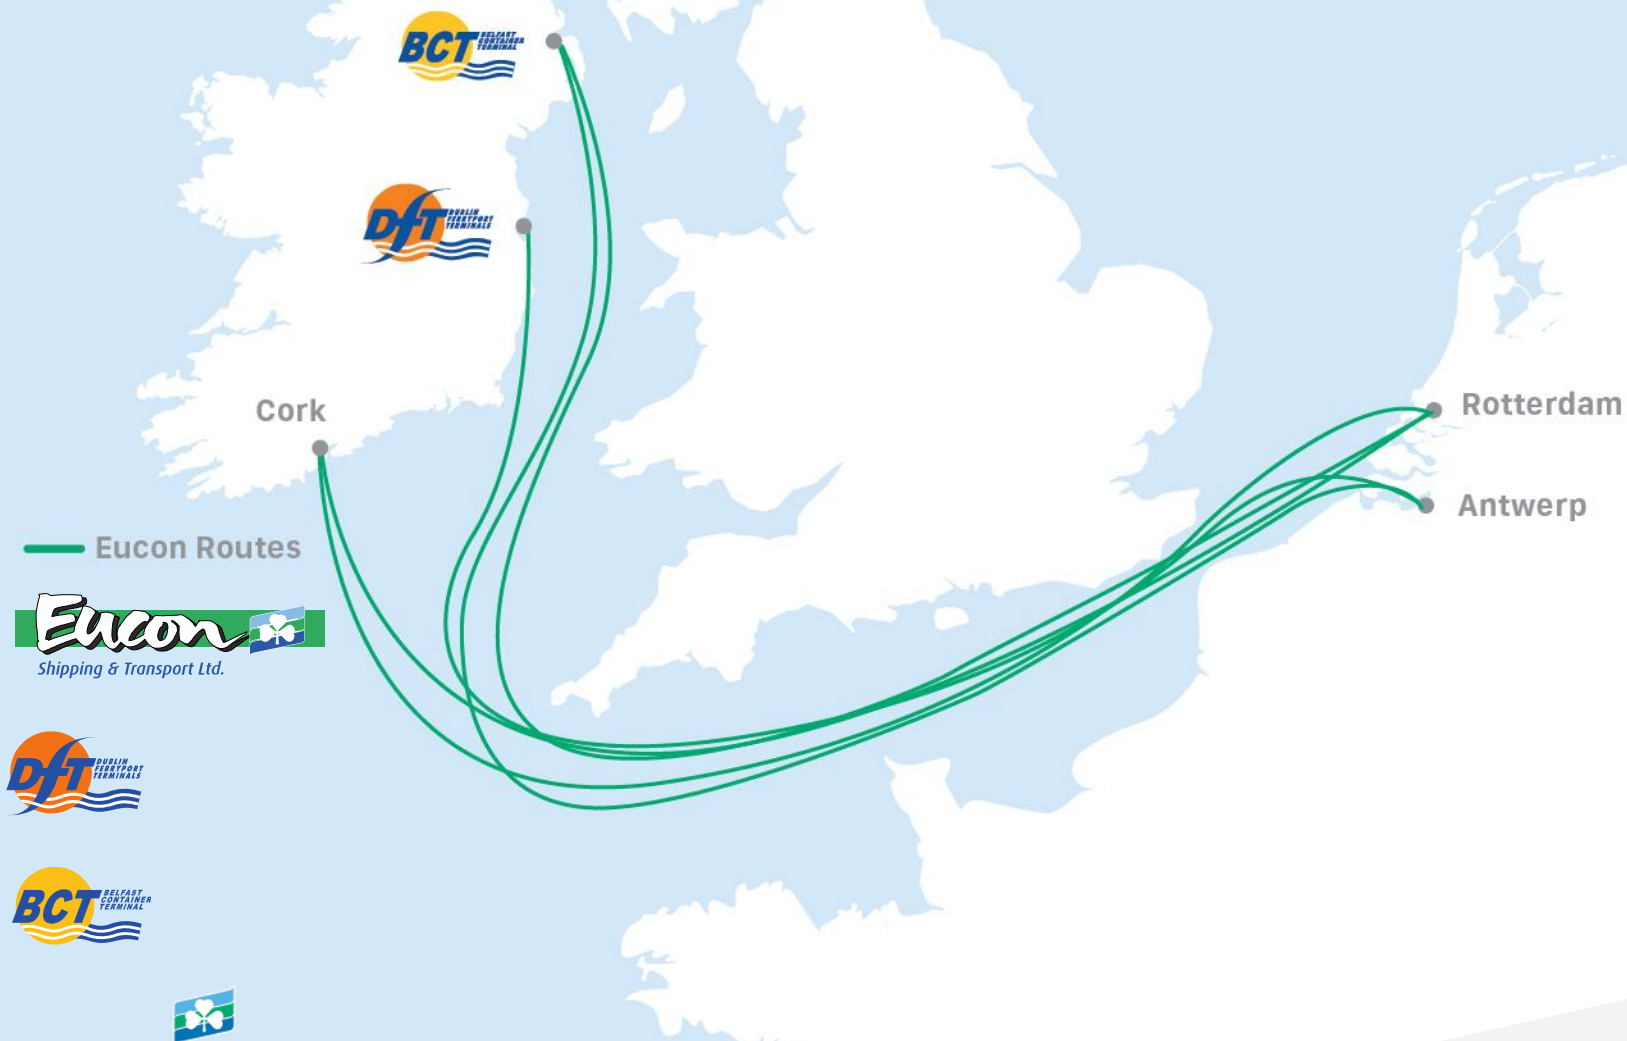 BCT BELFAST
CONTAINER
TERMINAL
DFT DUBLIN
FERRYPORT
TERMINALS
Cork
Rotterdam
Antwerp
Eucon Routes
Eucon
Shipping & Transport Ltd.
DFT DUBLIN
FERRYPORT
TERMINALS
BCT BELFAST
CONTAINER
TERMINAL